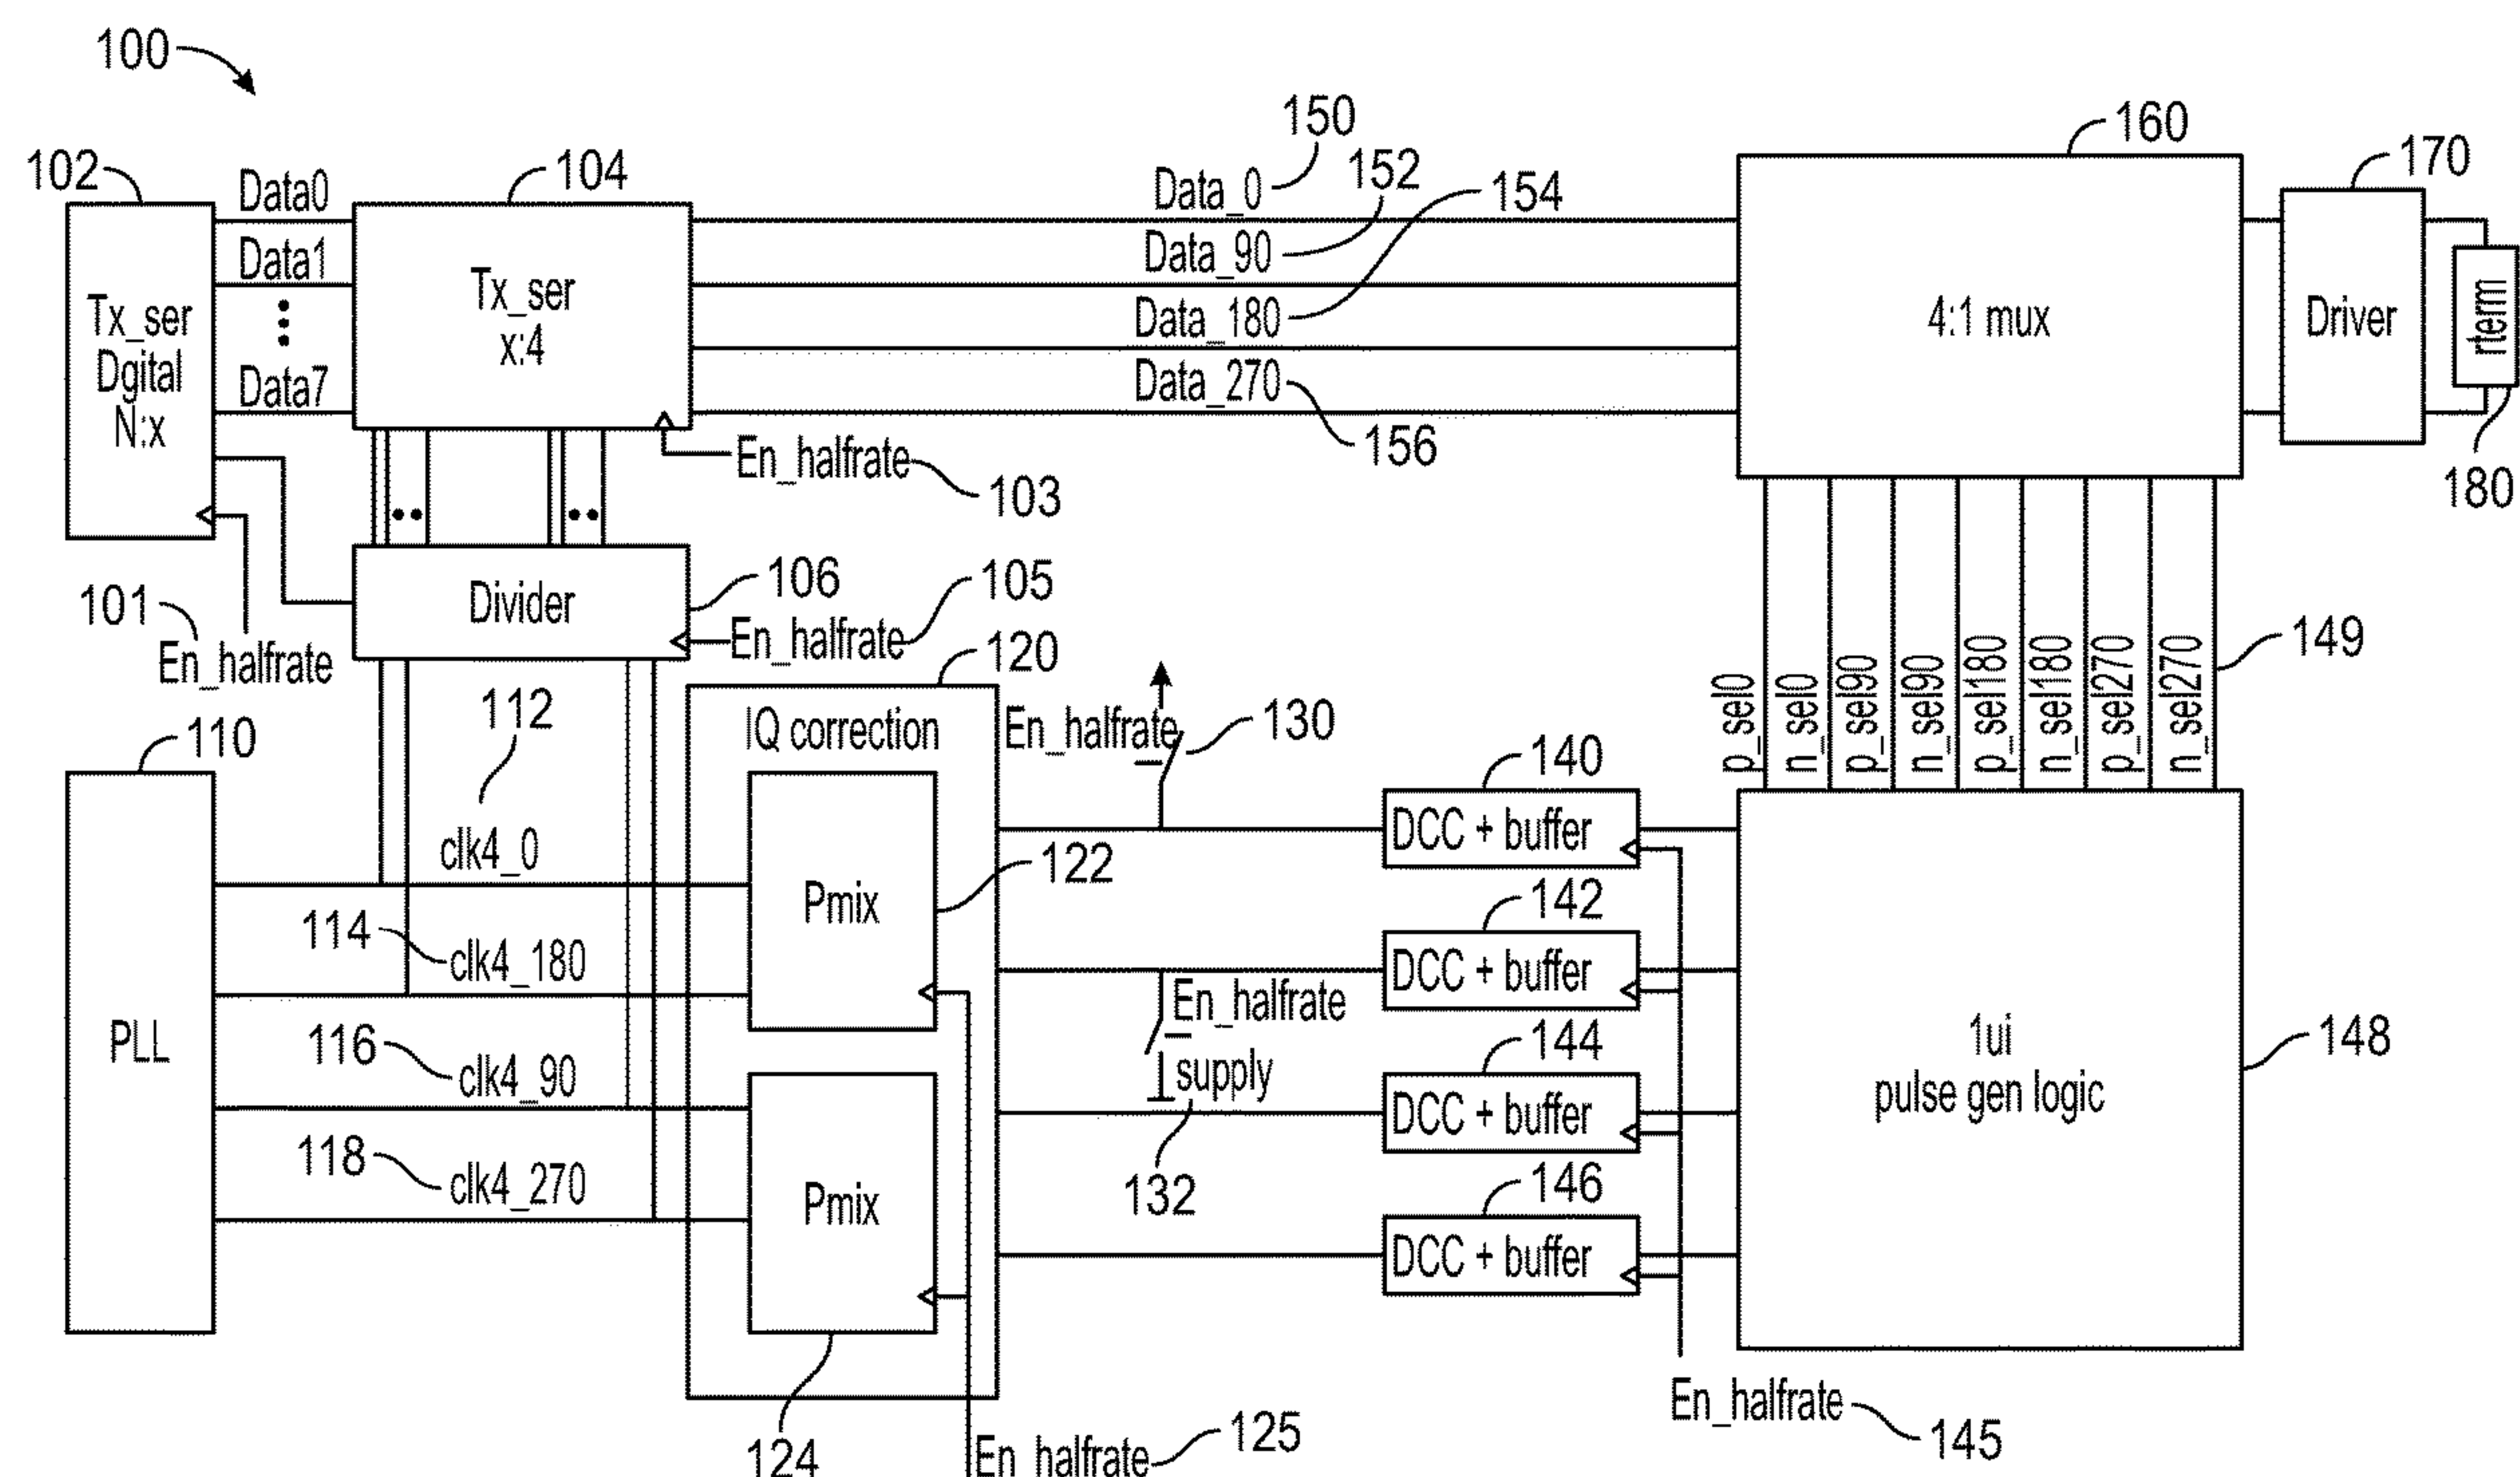 100
150
160
102
104
152
154
170
Data0
Data_0
Data1
Data_90
Tx_ser
Dgital
N:x
Tx_ser
x:4
Data_180
4:1 mux
Driver
rterm
Data7
Data_270
156
En_halfrate
103
180
101
En_halfrate
Divider
106
105
En_halfrate
120
149
p_sel0
n_sel0
p_sel90
n_sel90
p_sel180
n_sel180
p_sel270
n_sel270
110
112
IQ correction
En_halfrate
130
140
clk4_0
DCC + buffer
122
Pmix
114
clk4_180
142
DCC + buffer
En_halfrate
PLL
116
clk4_90
144
supply
DCC + buffer
1ui
pulse gen logic
148
118
clk4_270
Pmix
132
146
DCC + buffer
124
En_halfrate
125
En_halfrate
145